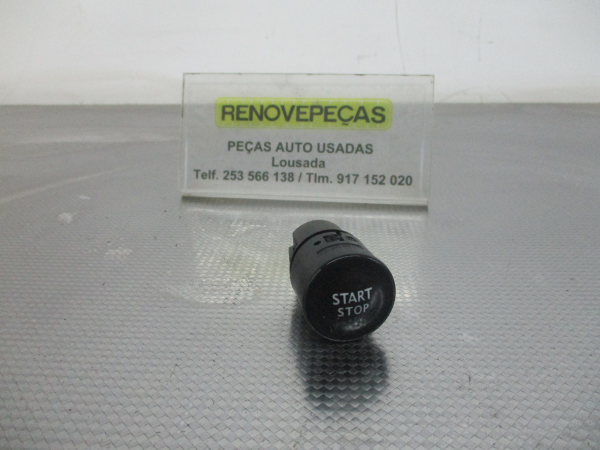 RENOVEPEÇAS
PEÇAS AUTO USADAS
Lousada
Telf. 253 566 138 / Tlm. 917 152 020
START
STOP